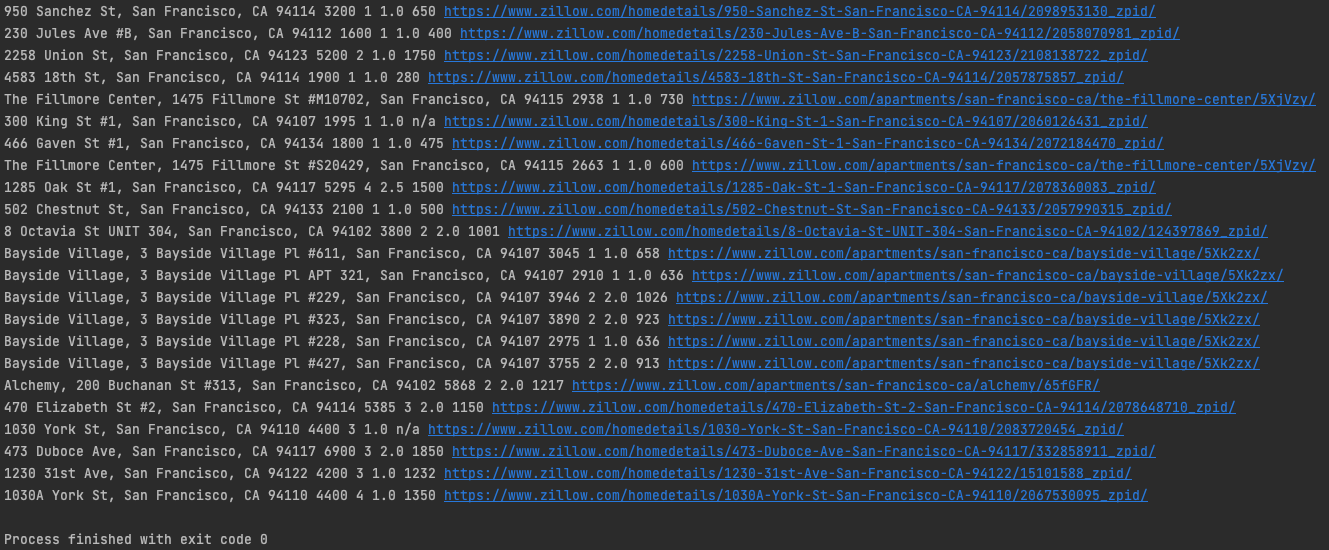 950 Sanchez St, San Francisco, CA 94114 3200 1 1.0 650 https://www.zillow.com/homedetails/950-Sanchez-St-San-Francisco-CA-94114/2098953130_zpid/
230 Jules Ave #B, San Francisco, CA 94112 1600 1 1.0 400 https://www.zillow.com/homedetails/230-Jules-Ave-B-San-Francisco-CA-94112/2058070981_zpid/
2258 Union St, San Francisco, CA 94123 5200 2 1.0 1750 https://www.zillow.com/homedetails/2258-Union-St-San-Francisco-CA-94123/2108138722_zpid/
4583 18th St, San Francisco, CA 94114 1900 1 1.0 280 https://www.zillow.com/homedetails/4583-18th-St-San-Francisco-CA-94114/2057875857_zpid/
The Fillmore Center, 1475 Fillmore St #M10702, San Francisco, CA 94115 2938 1 1.0 730 https://www.zillow.com/apartments/san-francisco-ca/the-fillmore-center/5XjVzy/
300 King St #1, San Francisco, CA 94107 1995 1 1.0 n/a https://www.zillow.com/homedetails/300-King-St-1-San-Francisco-CA-94107/2060126431_zpid/
466 Gaven St #1, San Francisco, CA 94134 1800 1 1.0 475 https://www.zillow.com/homedetails/466-Gaven-St-1-San-Francisco-CA-94134/2072184470_zpid/
The Fillmore Center, 1475 Fillmore St #S20429, San Francisco, CA 94115 2663 1 1.0 600 https://www.zillow.com/apartments/san-francisco-ca/the-fillmore-center/5XjVzy/
1285 Oak St #1, San Francisco, CA 94117 5295 4 2.5 1500 https://www.zillow.com/homedetails/1285-Oak-St-1-San-Francisco-CA-94117/2078360083_zpid/
502 Chestnut St, San Francisco, CA 94133 2100 1 1.0 500 https://www.zillow.com/homedetails/502-Chestnut-St-San-Francisco-CA-94133/2057990315_zpid/
8 Octavia St UNIT 304, San Francisco, CA 94102 3800 2 2.0 1001 https://www.zillow.com/homedetails/8-Octavia-St-UNIT-304-San-Francisco-CA-94102/124397869_zpid/
Bayside Village, 3 Bayside Village Pl #611, San Francisco, CA 94107 3045 1 1.0 658 https://www.zillow.com/apartments/san-francisco-ca/bayside-village/5Xk2zx/
Bayside Village, 3 Bayside Village Pl APT 321, San Francisco, CA 94107 2910 1 1.0 636 https://www.zillow.com/apartments/san-francisco-ca/bayside-village/5Xk2zx/
Bayside Village, 3 Bayside Village Pl #229, San Francisco, CA 94107 3946 2 2.0 1026 https://www.zillow.com/apartments/san-francisco-ca/bayside-village/5Xk2zx/
Bayside Village, 3 Bayside Village Pl #323, San Francisco, CA 94107 3890 2 2.0 923 https://www.zillow.com/apartments/san-francisco-ca/bayside-village/5Xk2zx/
Bayside Village, 3 Bayside Village Pl #228, San Francisco, CA 94107 2975 1 1.0 636 https://www.zillow.com/apartments/san-francisco-ca/bayside-village/5Xk2zx/
Bayside Village, 3 Bayside Village Pl #427, San Francisco, CA 94107 3755 2 2.0 913 https://www.zillow.com/apartments/san-francisco-ca/bayside-village/5Xk2zx/
Alchemy, 200 Buchanan St #313, San Francisco, CA 94102 5868 2 2.0 1217 https://www.zillow.com/apartments/san-francisco-ca/alchemy/65fGFR/
470 Elizabeth St #2, San Francisco, CA 94114 5385 3 2.0 1150 https://www.zillow.com/homedetails/470-Elizabeth-St-2-San-Francisco-CA-94114/2078648710_zpid/
1030 York St, San Francisco, CA 94110 4400 3 1.0 n/a https://www.zillow.com/homedetails/1030-York-St-San-Francisco-CA-94110/2083720454_zpid/
473 Duboce Ave, San Francisco, CA 94117 6900 3 2.0 1850 https://www.zillow.com/homedetails/473-Duboce-Ave-San-Francisco-CA-94117/332858911_zpid/
1230 31st Ave, San Francisco, CA 94122 4200 3 1.0 1232 https://www.zillow.com/homedetails/1230-31st-Ave-San-Francisco-CA-94122/15101588_zpid/
1030A York St, San Francisco, CA 94110 4400 4 1.0 1350 https://www.zillow.com/homedetails/1030A-York-St-San-Francisco-CA-94110/2067530095_zpid/
Process finished with exit code 0